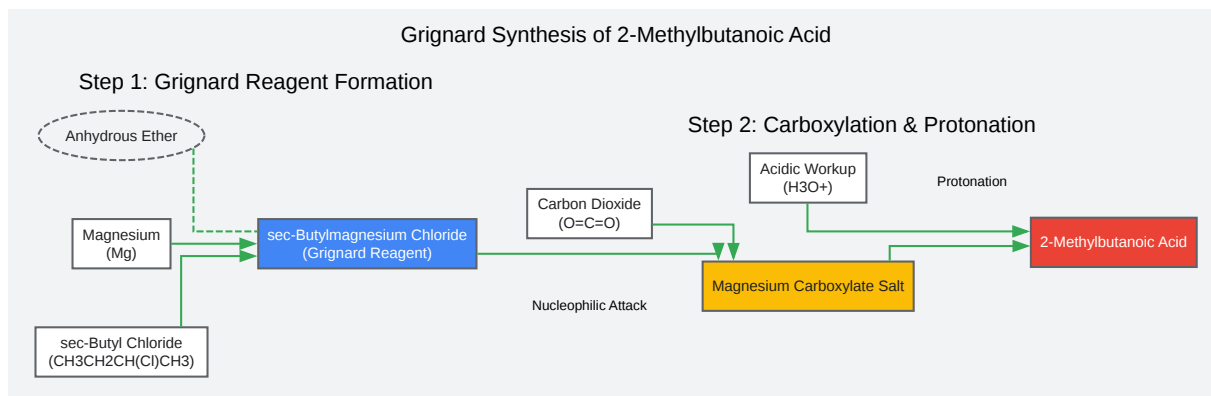 Grignard Synthesis of 2-Methylbutanoic Acid
Step 1: Grignard Reagent Formation
Anhydrous Ether
Magnesium
(Mg)
sec-Butyl Chloride
(CH3CH2CH(Cl)CH3)
sec-Butylmagnesium Chloride
(Grignard Reagent)
Step 2: Carboxylation & Protonation
Carbon Dioxide
(O=C=O)
Nucleophilic Attack
Magnesium Carboxylate Salt
Acidic Workup
(H3O+)
Protonation
2-Methylbutanoic Acid